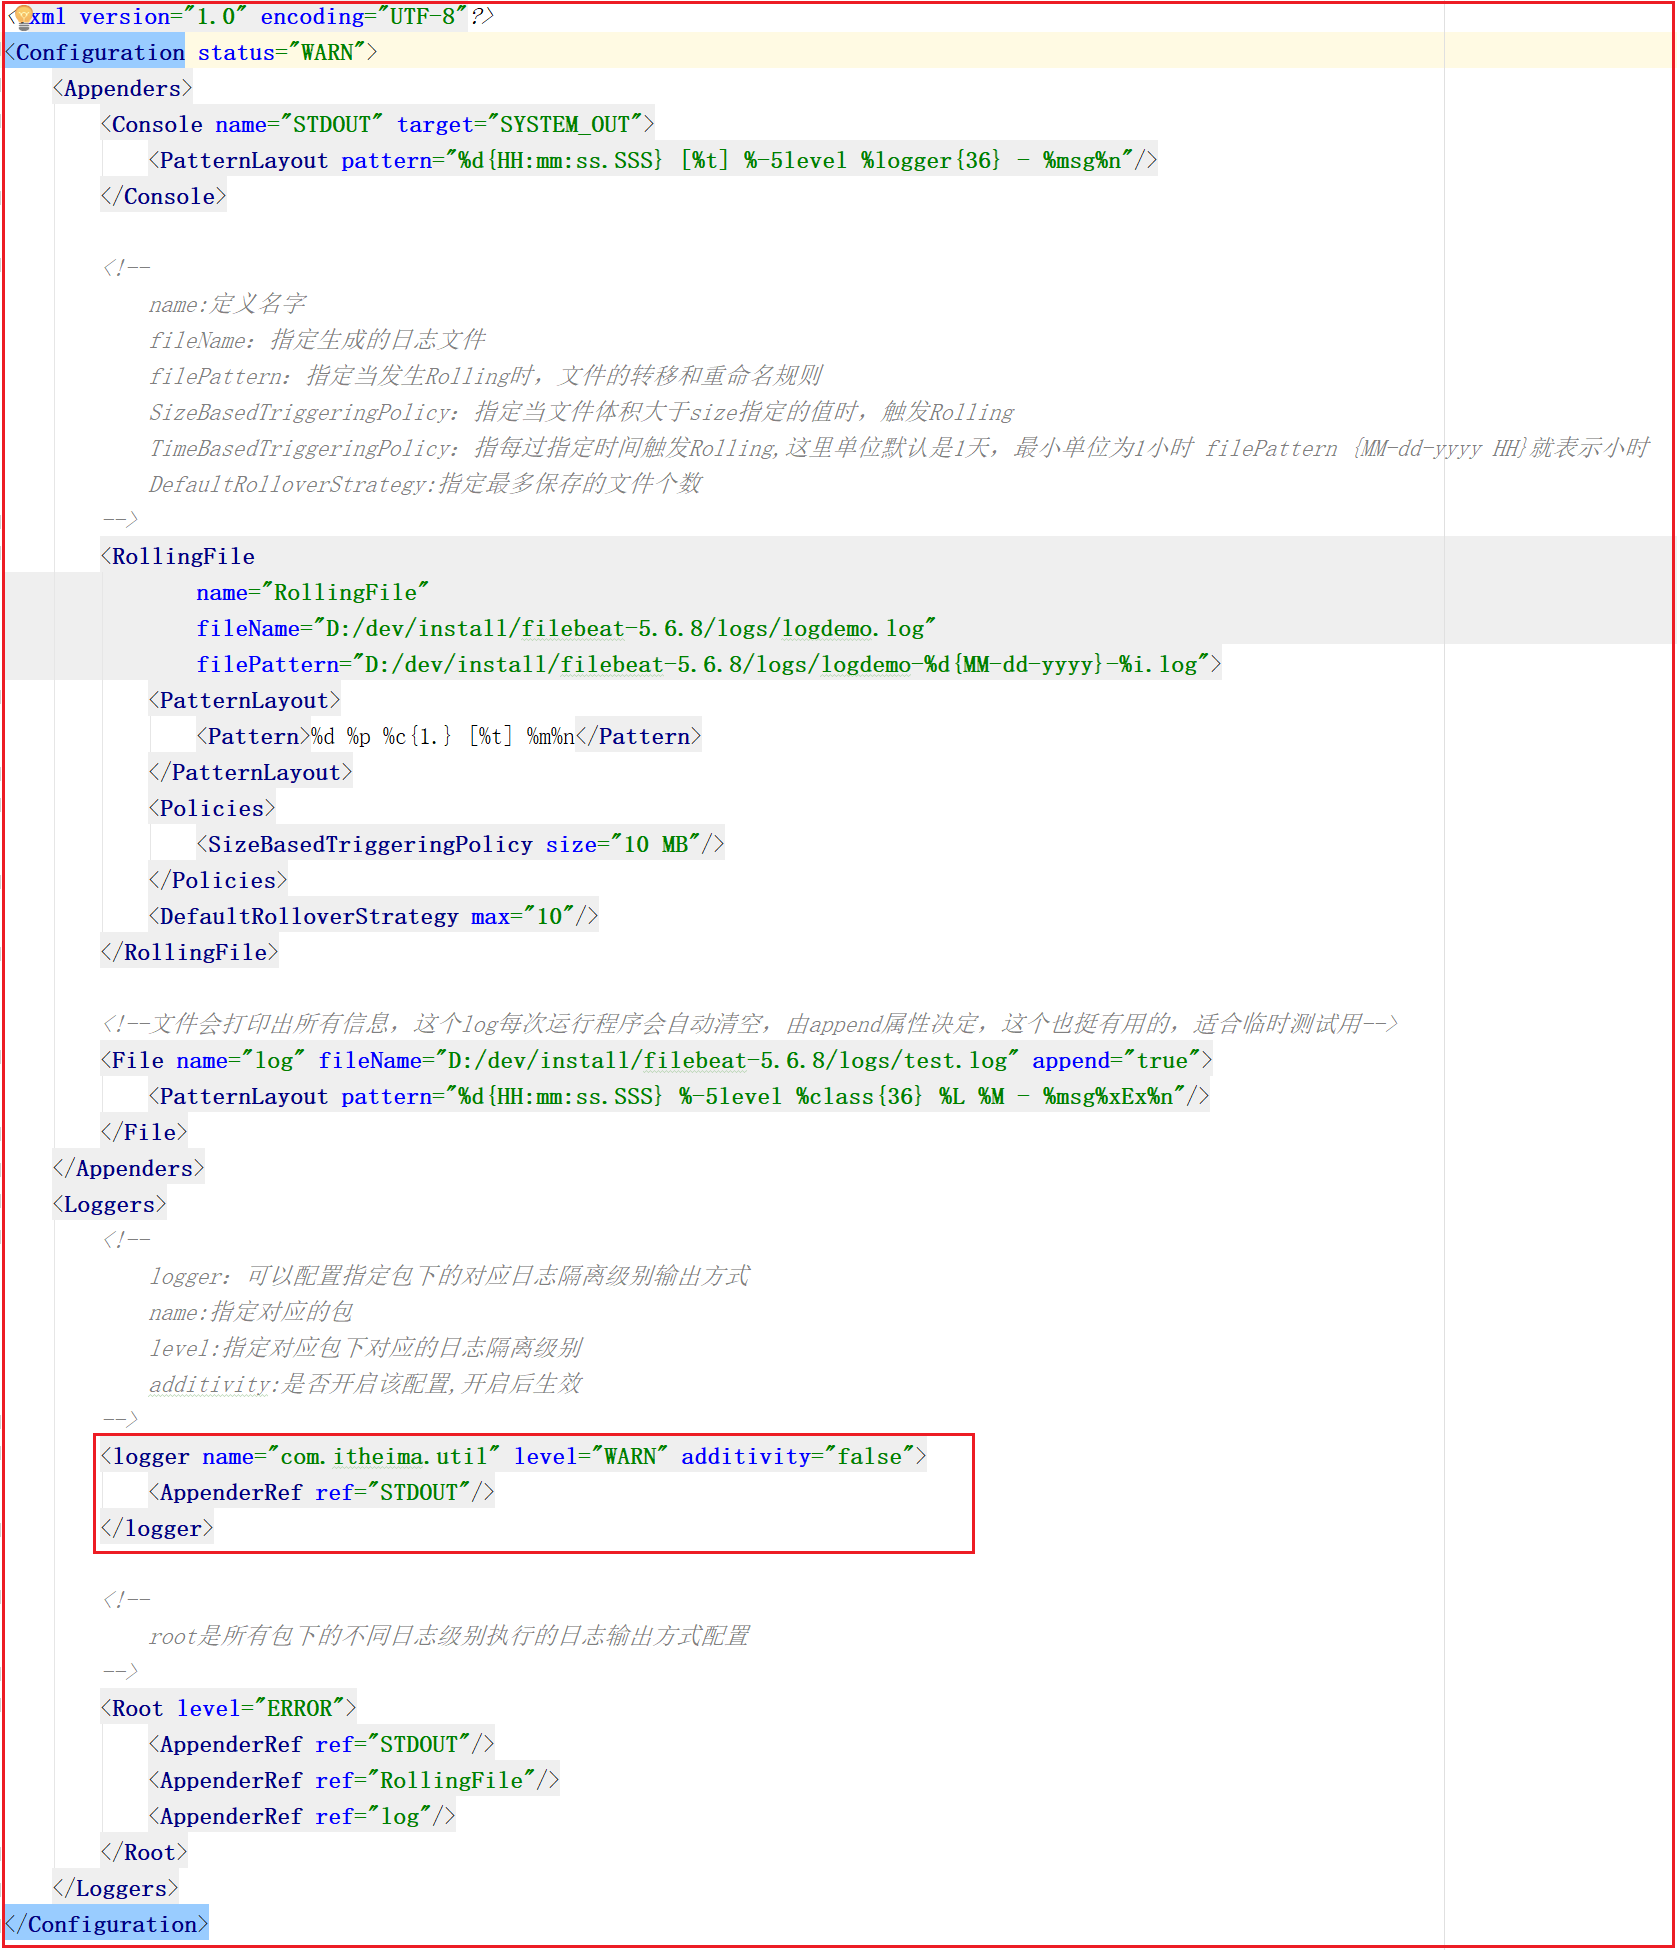 <?xml version="1.0" encoding="UTF-8"?>
<Configuration status="WARN">
<Appenders>
<Console name="STDOUT" target="SYSTEM_OUT">
<PatternLayout pattern="%d{HH:mm:ss.SSS} [%t] %-5level %logger{36} - %msg%n"/>
</Console>
<!--
name:定义名字
fileName: 指定生成的日志文件
filePattern: 指定当发生Rolling时，文件的转移和重命名规则
SizeBasedTriggeringPolicy: 指定当文件体积大于size指定的值时，触发Rolling
TimeBasedTriggeringPolicy: 指每过指定时间触发Rolling,这里单位默认是1天，最小单位为1小时 filePattern {MM-dd-yyyy HH}就表示小时
DefaultRolloverStrategy:指定最多保存的文件个数
-->
<RollingFile
name="RollingFile"
fileName="D:/dev/install/filebeat-5.6.8/logs/logdemo.log"
filePattern="D:/dev/install/filebeat-5.6.8/logs/logdemo-%d{MM-dd-yyyy}-%i.log">
<PatternLayout>
<Pattern>%d %p %c{1.} [%t] %m%n</Pattern>
</PatternLayout>
<Policies>
<SizeBasedTriggeringPolicy size="10 MB"/>
</Policies>
<DefaultRolloverStrategy max="10"/>
</RollingFile>
<!--文件会打印出所有信息，这个log每次运行程序会自动清空，由append属性决定，这个也挺有用的，适合临时测试用-->
<File name="log" fileName="D:/dev/install/filebeat-5.6.8/logs/test.log" append="true">
<PatternLayout pattern="%d{HH:mm:ss.SSS} %-5level %class{36} %L %M - %msg%xEx%n"/>
</File>
</Appenders>
<Loggers>
<!--
logger: 可以配置指定包下的对应日志隔离级别输出方式
name:指定对应的包
level:指定对应包下对应的日志隔离级别
additivity:是否开启该配置,开启后生效
-->
<logger name="com.itheima.util" level="WARN" additivity="false">
<AppenderRef ref="STDOUT"/>
</logger>
<!--
root是所有包下的不同日志级别执行的日志输出方式配置
-->
<Root level="ERROR">
<AppenderRef ref="STDOUT"/>
<AppenderRef ref="RollingFile"/>
<AppenderRef ref="log"/>
</Root>
</Loggers>
</Configuration>